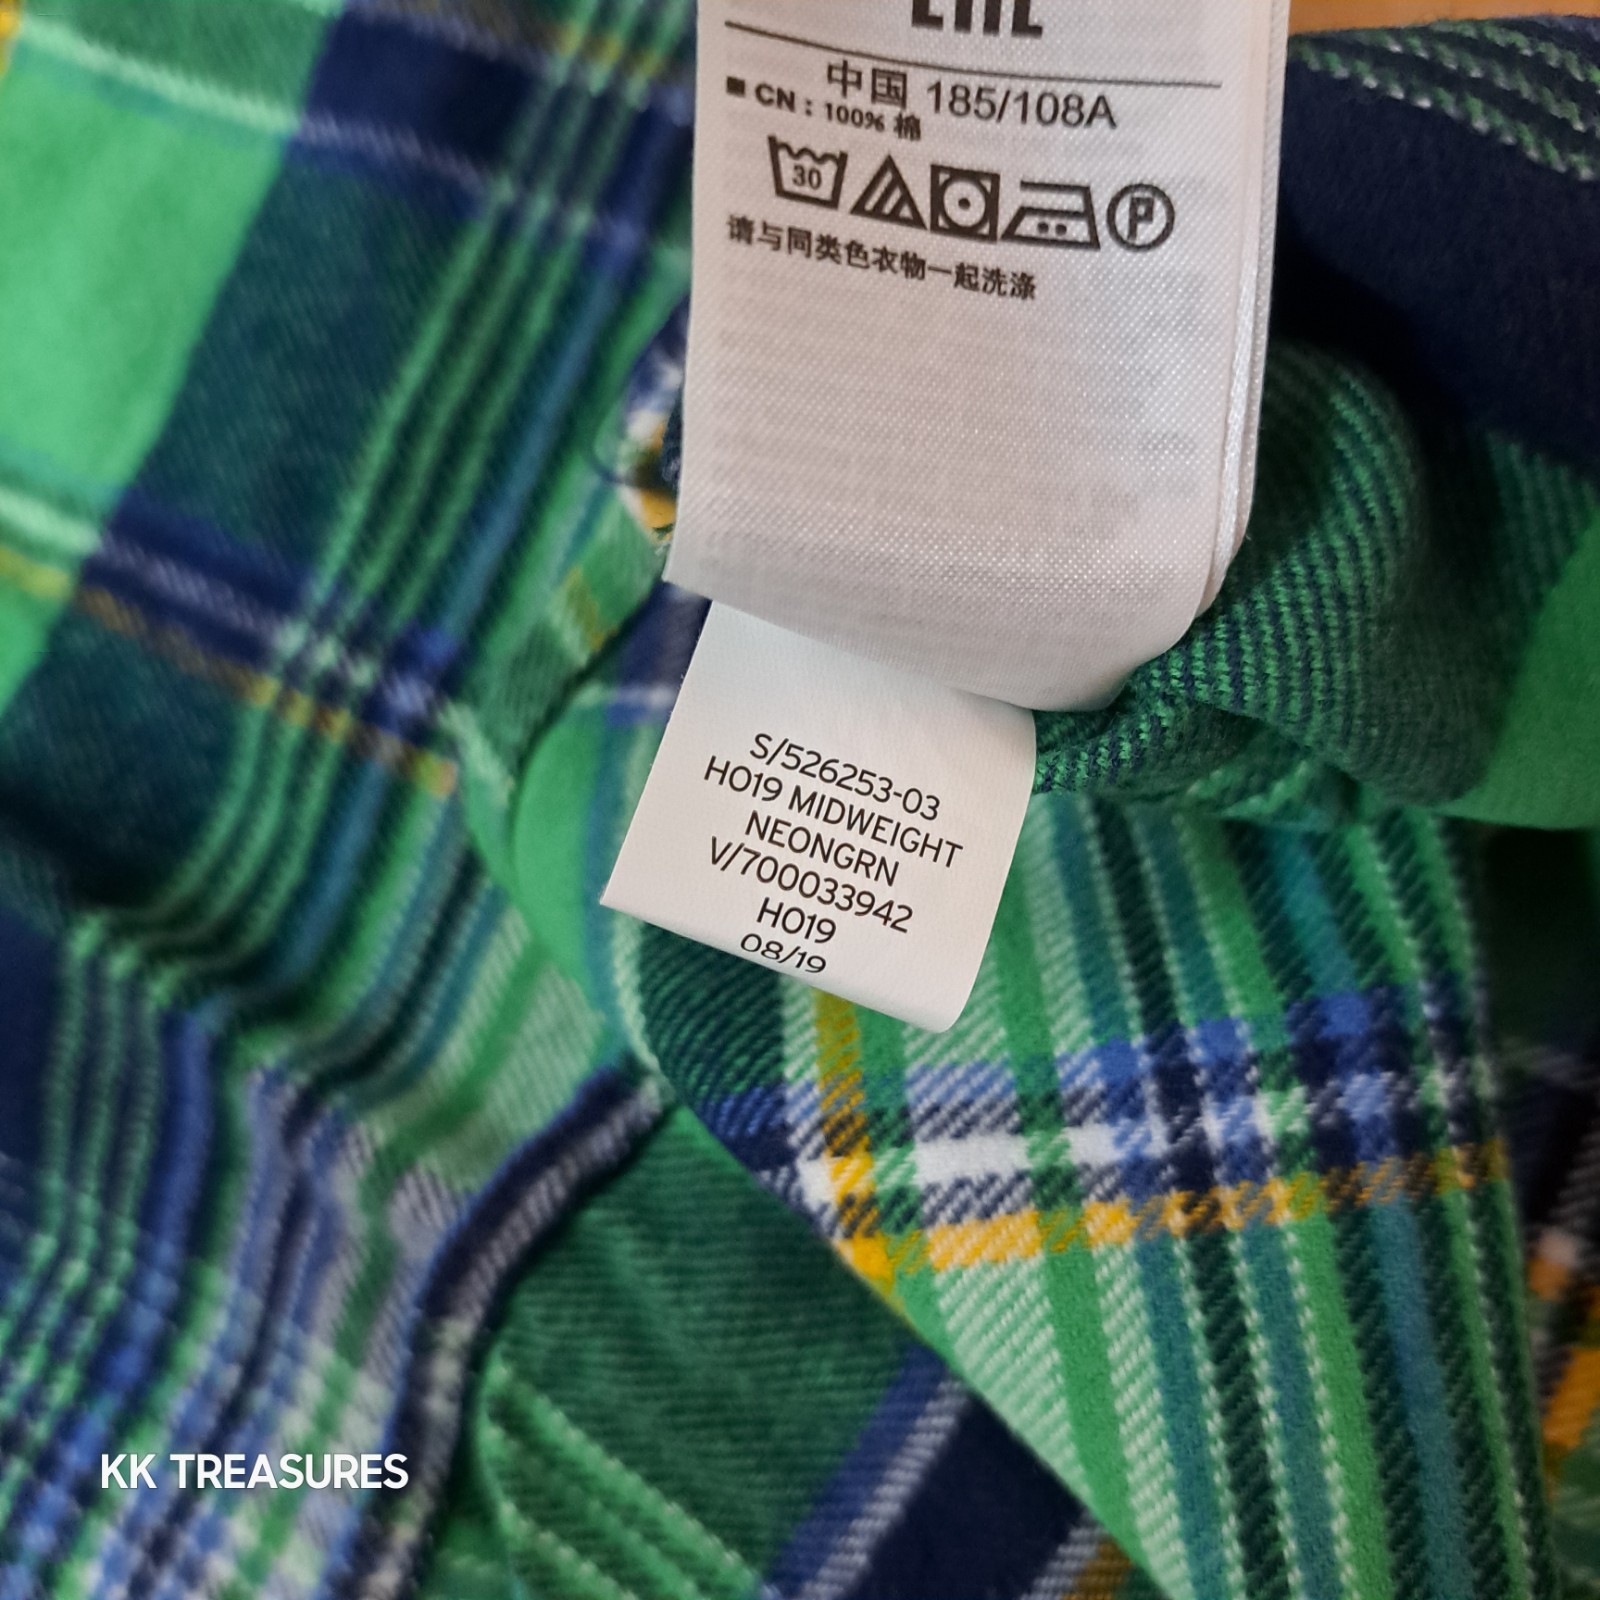 中国 185/108A
CN : 100% 棉
30
P
请与同类色衣物一起洗涤
S/526253-03
HO19 MIDWEIGHT
NEONGRN
V/700033942
HO19
08/19
KK TREASURES